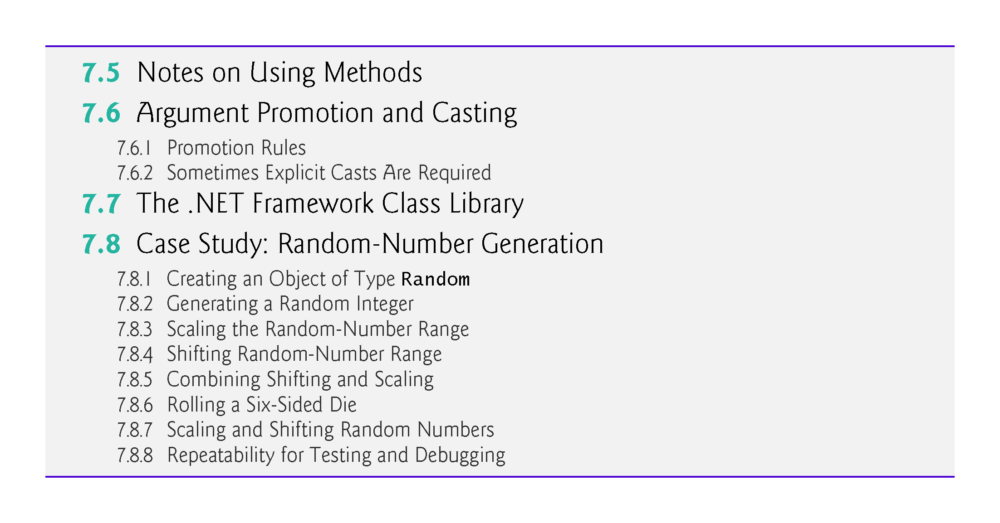 7.5 Notes on Using Methods
7.6 Argument Promotion and Casting
7.6.1 Promotion Rules
7.6.2 Sometimes Explicit Casts Are Required
7.7 The .NET Framework Class Library
7.8 Case Study: Random-Number Generation
7.8.1 Creating an Object of Type Random
7.8.2 Generating a Random Integer
7.8.3 Scaling the Random-Number Range
7.8.4 Shifting Random-Number Range
7.8.5 Combining Shifting and Scaling
7.8.6 Rolling a Six-Sided Die
7.8.7 Scaling and Shifting Random Numbers
7.8.8 Repeatability for Testing and Debugging